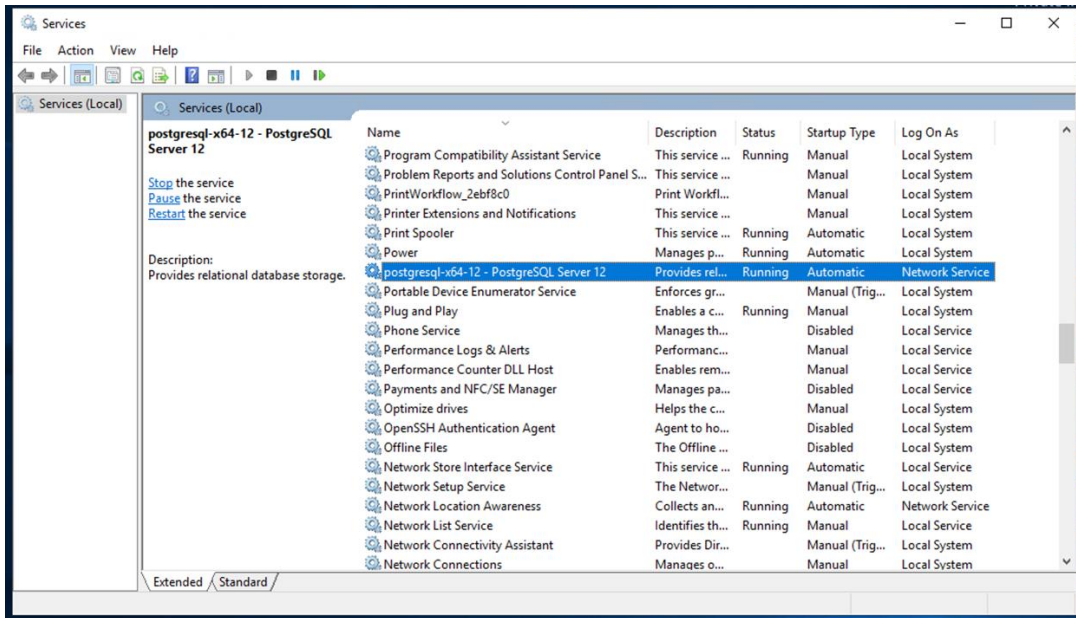 Services
File Action View Help
Services (Local)
Services (Local)
postgresql-x64-12 - PostgreSQL
Server 12
Stop the service
Pause the service
Restart the service
Description:
Provides relational database storage.
Name Description Status Startup Type Log On As
Program Compatibility Assistant Service This service ... Running Manual Local System
Problem Reports and Solutions Control Panel S... This service ... Manual Local System
PrintWorkflow_2ebf8c0 Print Workfl... Manual Local System
Printer Extensions and Notifications This service ... Manual Local System
Print Spooler This service ... Running Automatic Local System
Power Manages p... Running Automatic Local System
postgresql-x64-12 - PostgreSQL Server 12 Provides rel... Running Automatic Network Service
Portable Device Enumerator Service Enforces gr... Manual (Trig... Local System
Plug and Play Enables a c... Running Manual Local System
Phone Service Manages th... Disabled Local Service
Performance Logs & Alerts Performanc... Manual Local Service
Performance Counter DLL Host Enables rem... Manual Local Service
Payments and NFC/SE Manager Manages pa... Disabled Local Service
Optimize drives Helps the c... Manual Local System
OpenSSH Authentication Agent Agent to ho... Disabled Local System
Offline Files The Offline ... Disabled Local System
Network Store Interface Service This service ... Running Automatic Local Service
Network Setup Service The Networ... Manual (Trig... Local System
Network Location Awareness Collects an... Running Automatic Network Service
Network List Service Identifies th... Running Manual Local Service
Network Connectivity Assistant Provides Dir... Manual (Trig... Local System
Network Connections Manages o... Manual Local System
Extended Standard